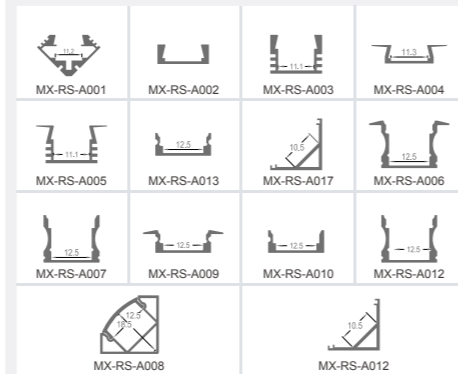 11.2
MX-RS-A001
MX-RS-A002
11.1
MX-RS-A003
11.3
MX-RS-A004
11.1
MX-RS-A005
12.5
MX-RS-A013
10.5
MX-RS-A017
12.5
MX-RS-A006
12.5
MX-RS-A007
12.5
MX-RS-A009
12.5
MX-RS-A010
12.5
MX-RS-A012
12.5
18.5
MX-RS-A008
10.5
MX-RS-A012